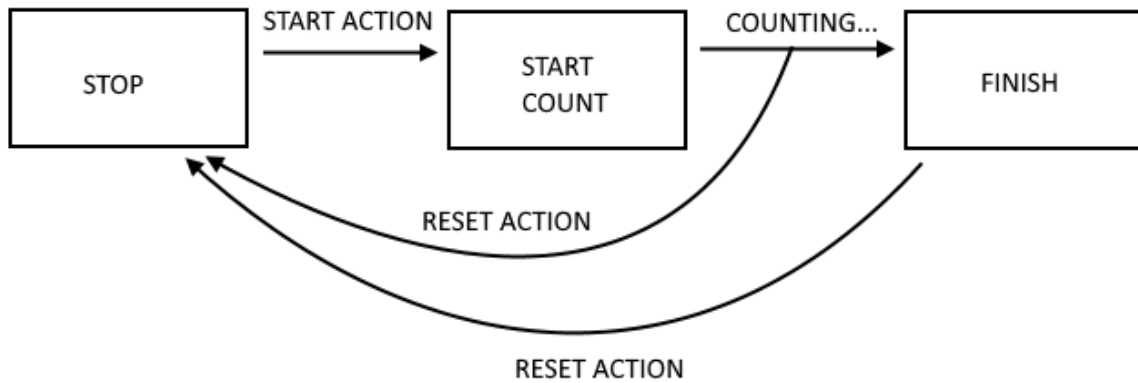 START ACTION
COUNTING...
STOP
START
COUNT
FINISH
RESET ACTION
RESET ACTION